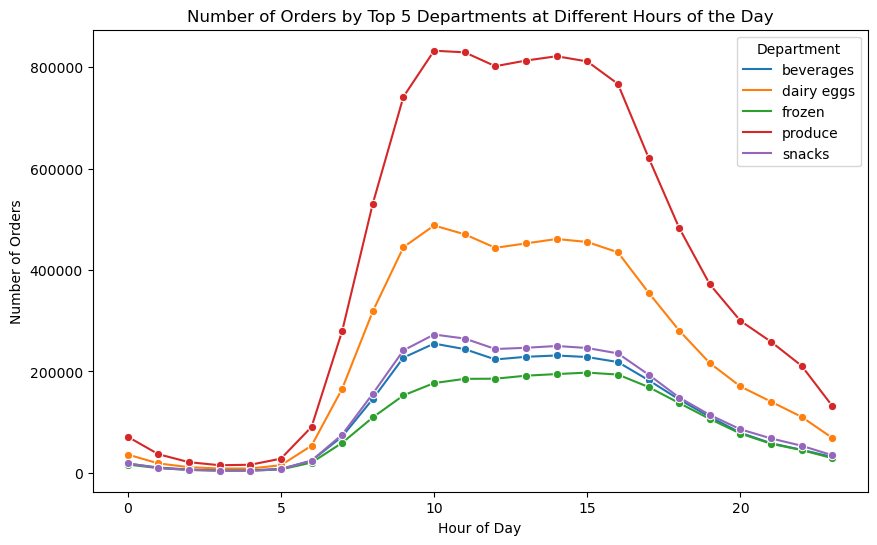 Number of Orders by Top 5 Departments at Different Hours of the Day
Department
beverages
dairy eggs
frozen
produce
snacks
Number of Orders
800000
600000
400000
200000
0
0 5 10 15 20
Hour of Day